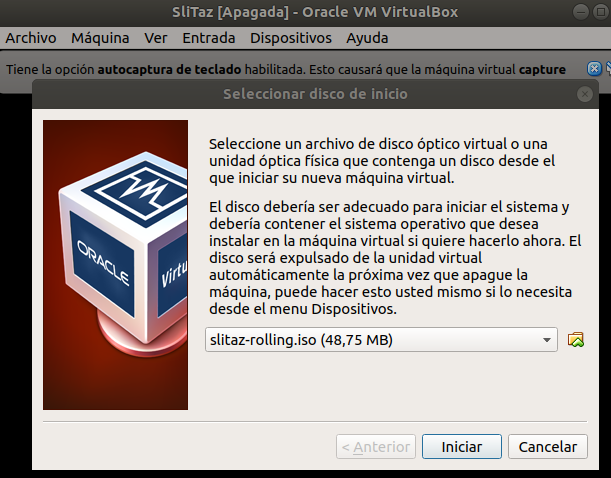 SliTaz [Apagada] - Oracle VM VirtualBox
Archivo Máquina Ver Entrada Dispositivos Ayuda
Tiene la opción autocaptura de teclado habilitada. Esto causará que la máquina virtual capture
Seleccionar disco de inicio
Seleccione un archivo de disco óptico virtual o una
unidad óptica física que contenga un disco desde el
que iniciar su nueva máquina virtual.
El disco debería ser adecuado para iniciar el sistema y
debería contener el sistema operativo que desea
instalar en la máquina virtual si quiere hacerlo ahora. El
disco será expulsado de la unidad virtual
automáticamente la próxima vez que apague la
máquina, puede hacer esto usted mismo si lo necesita
desde el menu Dispositivos.
ORACLE
Virtu
slitaz-rolling.iso (48,75 MB)
< Anterior Iniciar Cancelar